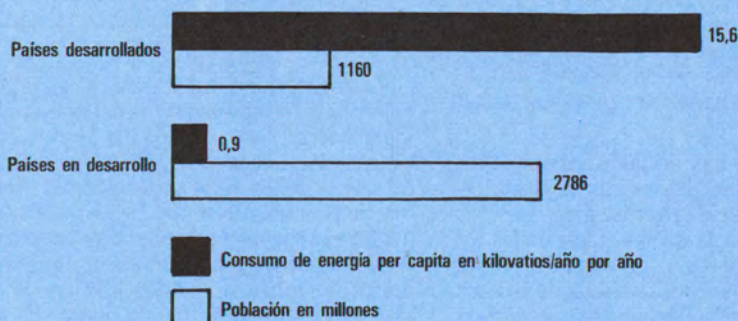 15,6
Países desarrollados
1160
0,9
Países en desarrollo
2786
Consumo de energía per capita en kilovatios/año por año
Población en millones